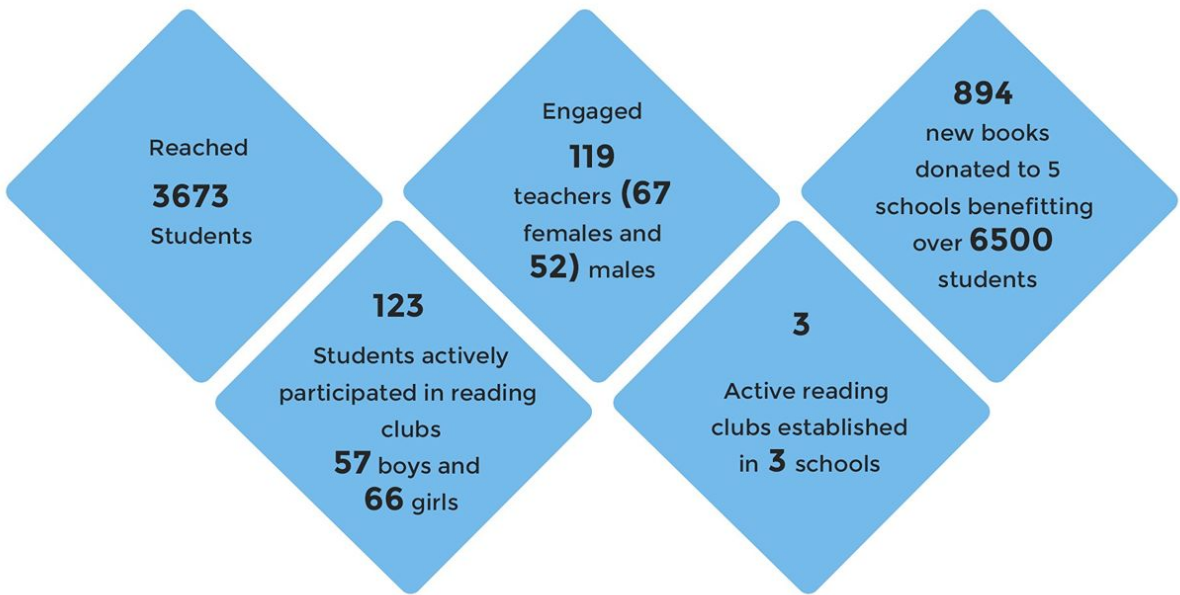 Reached
3673
Students
Engaged
119
teachers (67
females and
52) males
894
new books
donated to 5
schools benefitting
over 6500
students
123
Students actively
participated in reading
clubs
57 boys and
66 girls
3
Active reading
clubs established
in 3 schools